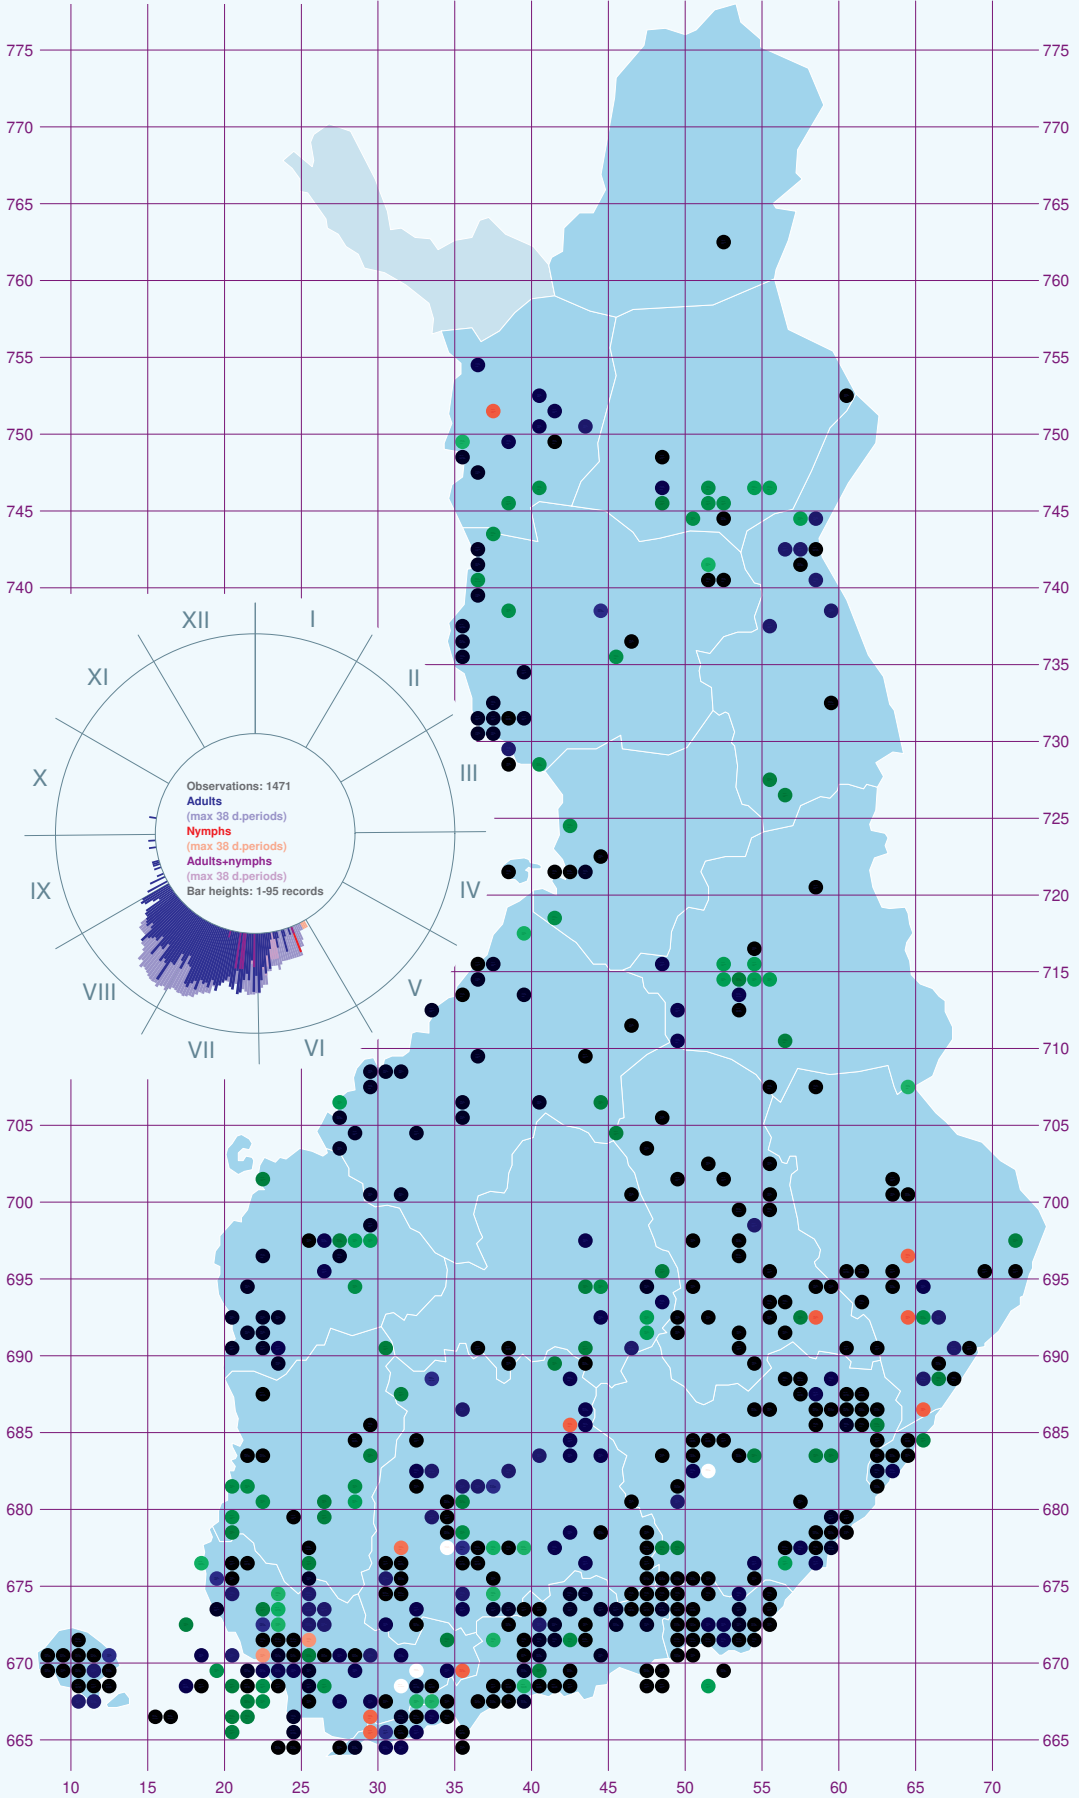 775 775
770 770
765 765
760 760
755 755
750 750
745 745
740 740
XII I
XI II
735
X III
730
Observations: 1471
Adults
(max 38 d.periods)
Nymphs
(max 38 d.periods)
Adults+nymphs
(max 38 d.periods)
Bar heights: 1-95 records
725
IX IV
720
VIII V
715
VII VI
710
705 705
700 700
695 695
690 690
685 685
680 680
675 675
670 670
665 665
10 15 20 25 30 35 40 45 50 55 60 65 70